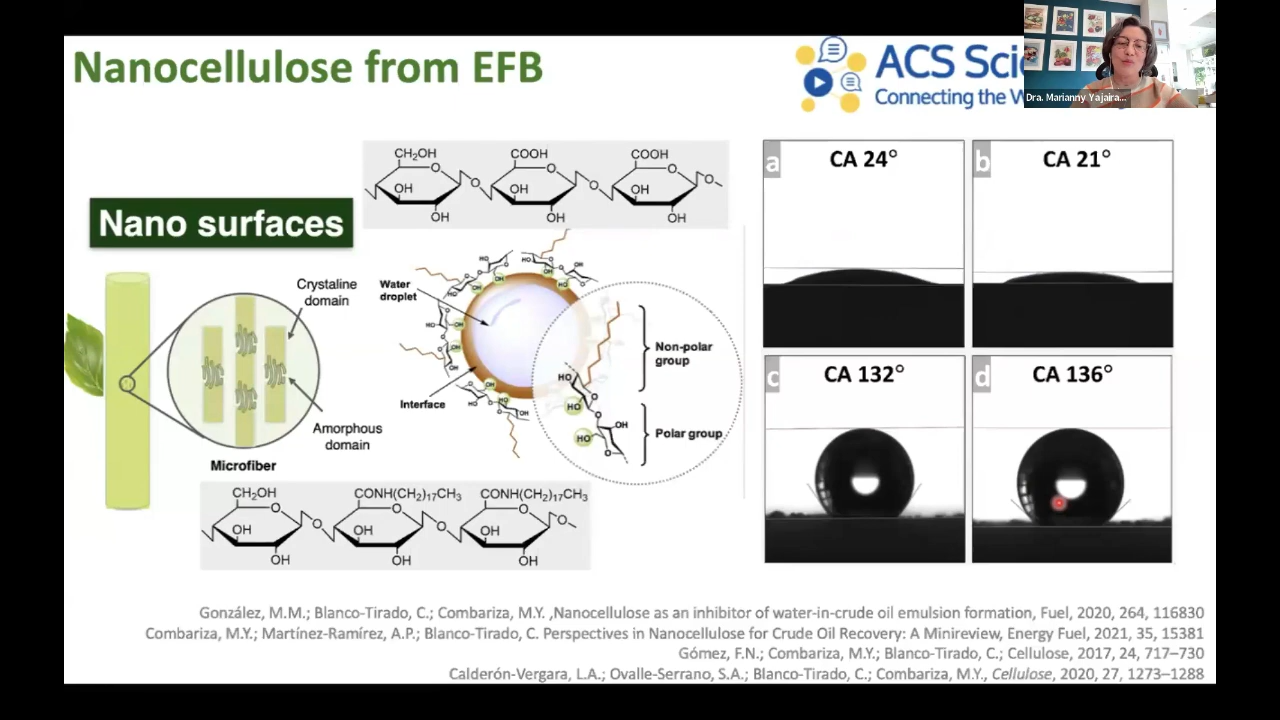 Nanocellulose from EFB
ACS Sci
Connecting the W
Dra. Marianny Yajaira...
Nano surfaces
CH₂OH
COOH
COOH
O
O
O
OH
O
OH
O
OH
O
OH
OH
OH
Crystaline
domain
Amorphous
domain
Microfiber
Water
droplet
Interface
Non-polar
group
Polar group
HO
HO
OH
HO
O
CH₂OH
CONH(CH₂)₁₇CH₃
CONH(CH₂)₁₇CH₃
O
O
O
OH
O
OH
O
OH
O
OH
OH
OH
a
CA 24°
b
CA 21°
c
CA 132°
d
CA 136°
González, M.M.; Blanco-Tirado, C.; Combariza, M.Y. ,Nanocellulose as an inhibitor of water-in-crude oil emulsion formation, Fuel, 2020, 264, 116830
Combariza, M.Y.; Martínez-Ramírez, A.P.; Blanco-Tirado, C. Perspectives in Nanocellulose for Crude Oil Recovery: A Minireview, Energy Fuel, 2021, 35, 15381
Gómez, F.N.; Combariza, M.Y.; Blanco-Tirado, C.; Cellulose, 2017, 24, 717–730
Calderón-Vergara, L.A.; Ovalle-Serrano, S.A.; Blanco-Tirado, C.; Combariza, M.Y., Cellulose, 2020, 27, 1273–1288